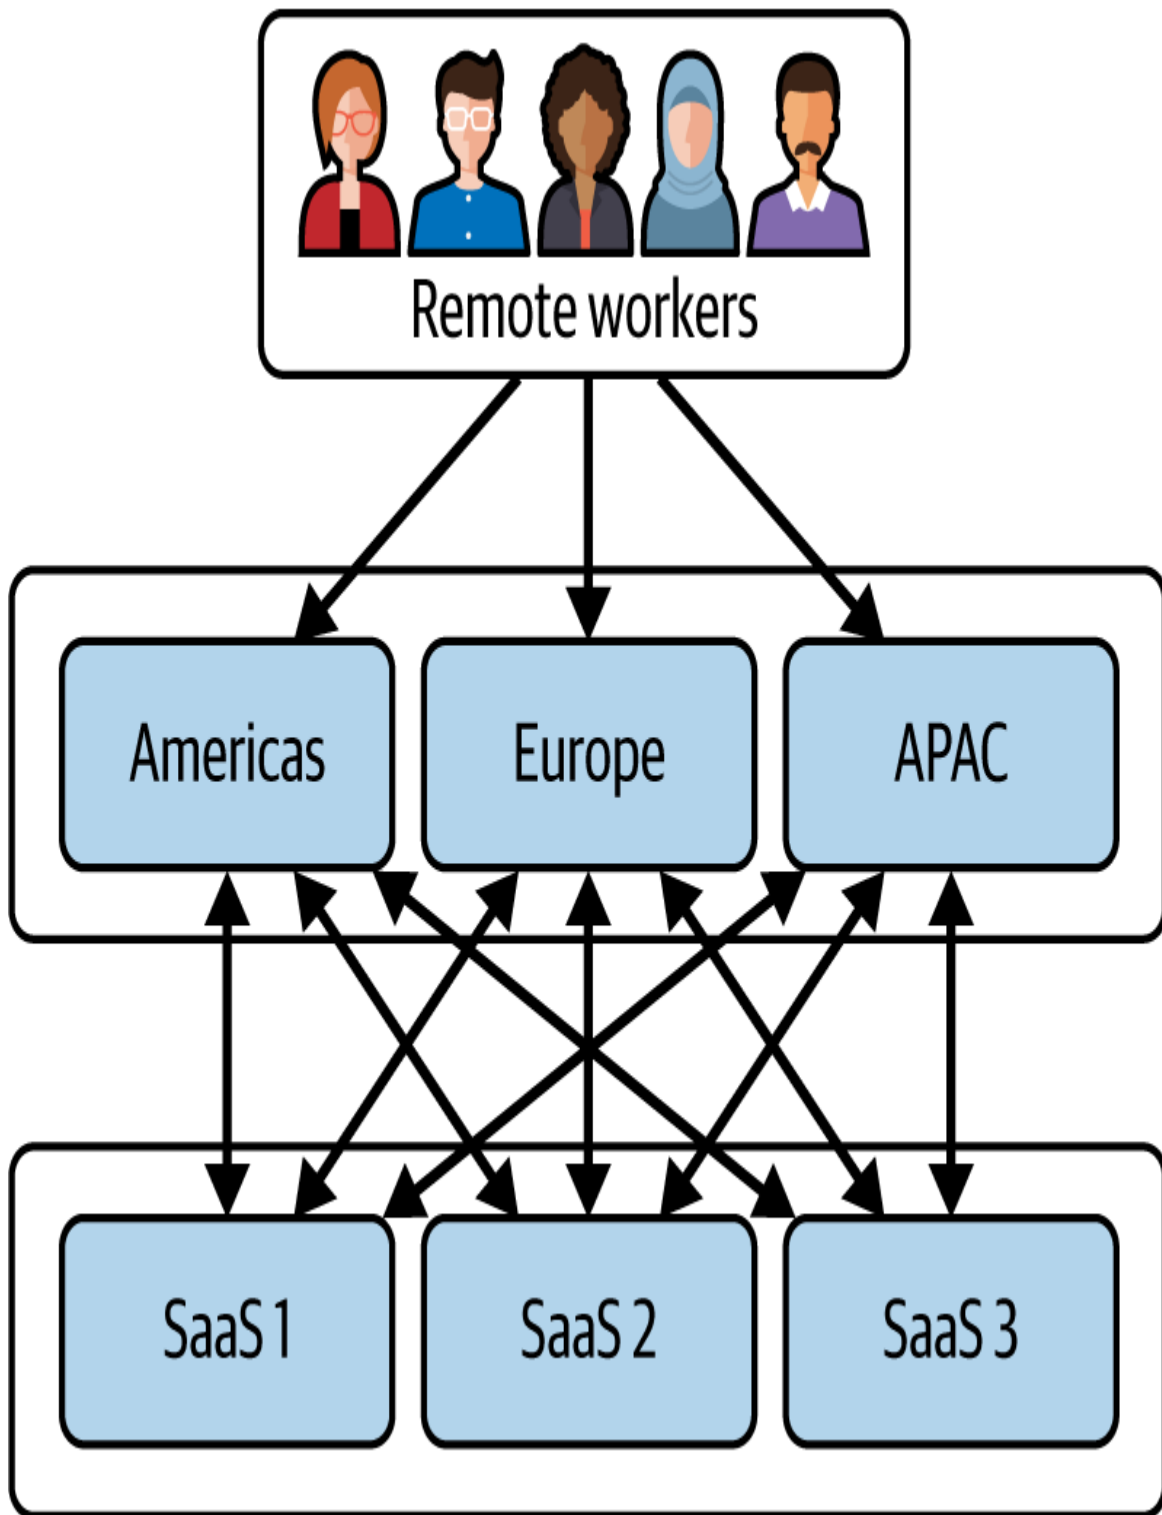 Remote workers
Americas
Europe
APAC
SaaS 1
SaaS 2
SaaS 3